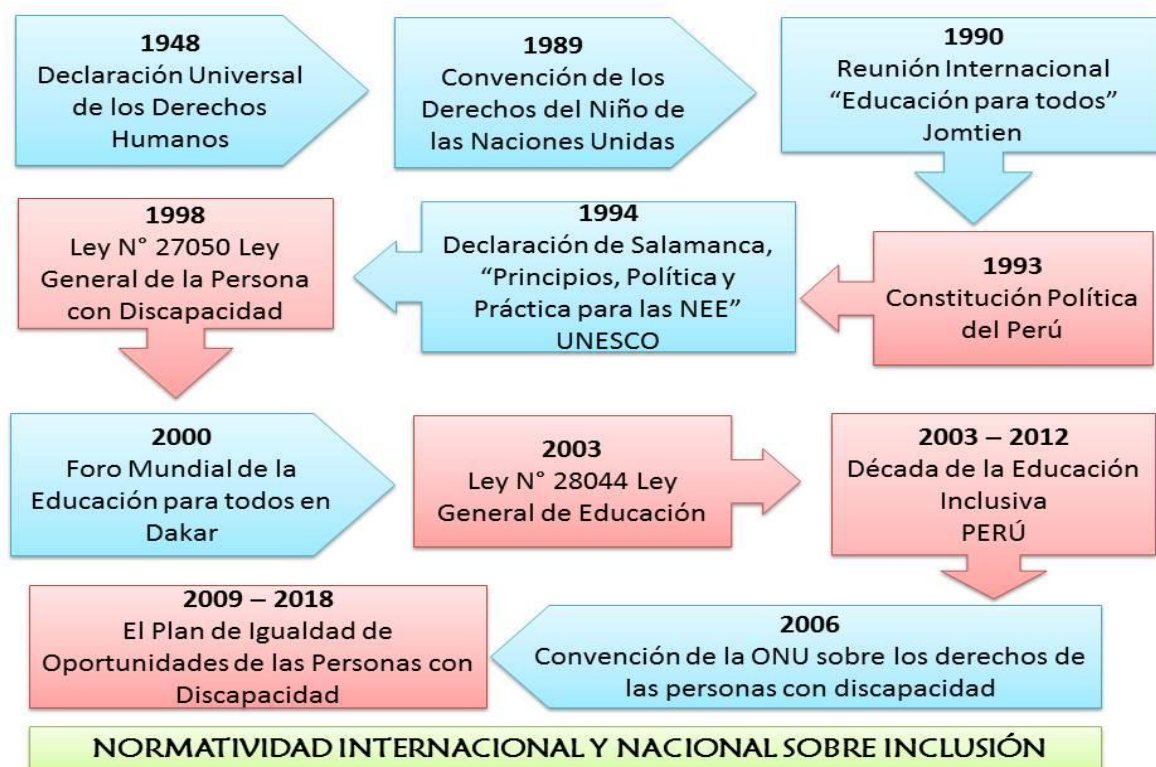 1948
Declaración Universal
de los Derechos
Humanos
1989
Convención de los
Derechos del Niño de
las Naciones Unidas
1990
Reunión Internacional
“Educación para todos”
Jomtien
1993
Constitución Política
del Perú
1994
Declaración de Salamanca,
“Principios, Política y
Práctica para las NEE”
UNESCO
1998
Ley N° 27050 Ley
General de la Persona
con Discapacidad
2000
Foro Mundial de la
Educación para todos en
Dakar
2003
Ley N° 28044 Ley
General de Educación
2003 – 2012
Década de la Educación
Inclusiva
PERÚ
2006
Convención de la ONU sobre los derechos de
las personas con discapacidad
2009 – 2018
El Plan de Igualdad de
Oportunidades de las Personas con
Discapacidad
NORMATIVIDAD INTERNACIONAL Y NACIONAL SOBRE INCLUSIÓN